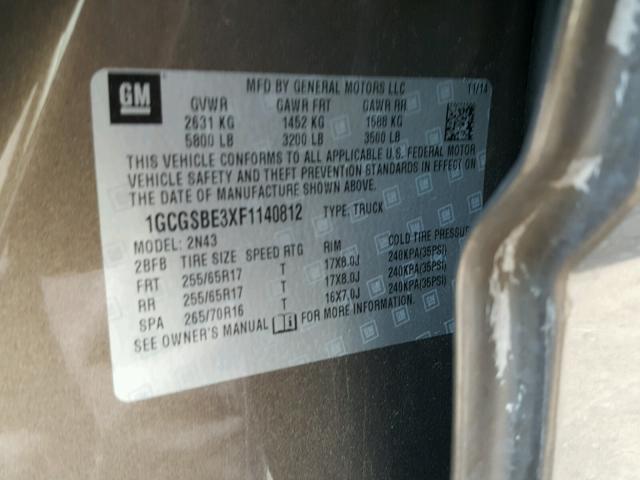 GM
MFD BY GENERAL MOTORS LLC 11/14
GVWR GAWR FRT GAWR RR
2631 KG 1452 KG 1588 KG
5800 LB 3200 LB 3500 LB
THIS VEHICLE CONFORMS TO ALL APPLICABLE U.S. FEDERAL MOTOR
VEHICLE SAFETY AND THEFT PREVENTION STANDARDS IN EFFECT ON
THE DATE OF MANUFACTURE SHOWN ABOVE.
1GCGSBE3XF1140812 TYPE: TRUCK
MODEL: 2N43
2BFB TIRE SIZE SPEED RTG RIM COLD TIRE PRESSUR
FRT 255/65R17 T 17X8.0J 240KPA(35PSI)
RR 255/65R17 T 17X8.0J 240KPA(35PSI)
SPA 265/70R16 T 16X7.0J 240KPA(35PSI)
SEE OWNER'S MANUAL FOR MORE INFORMATION.